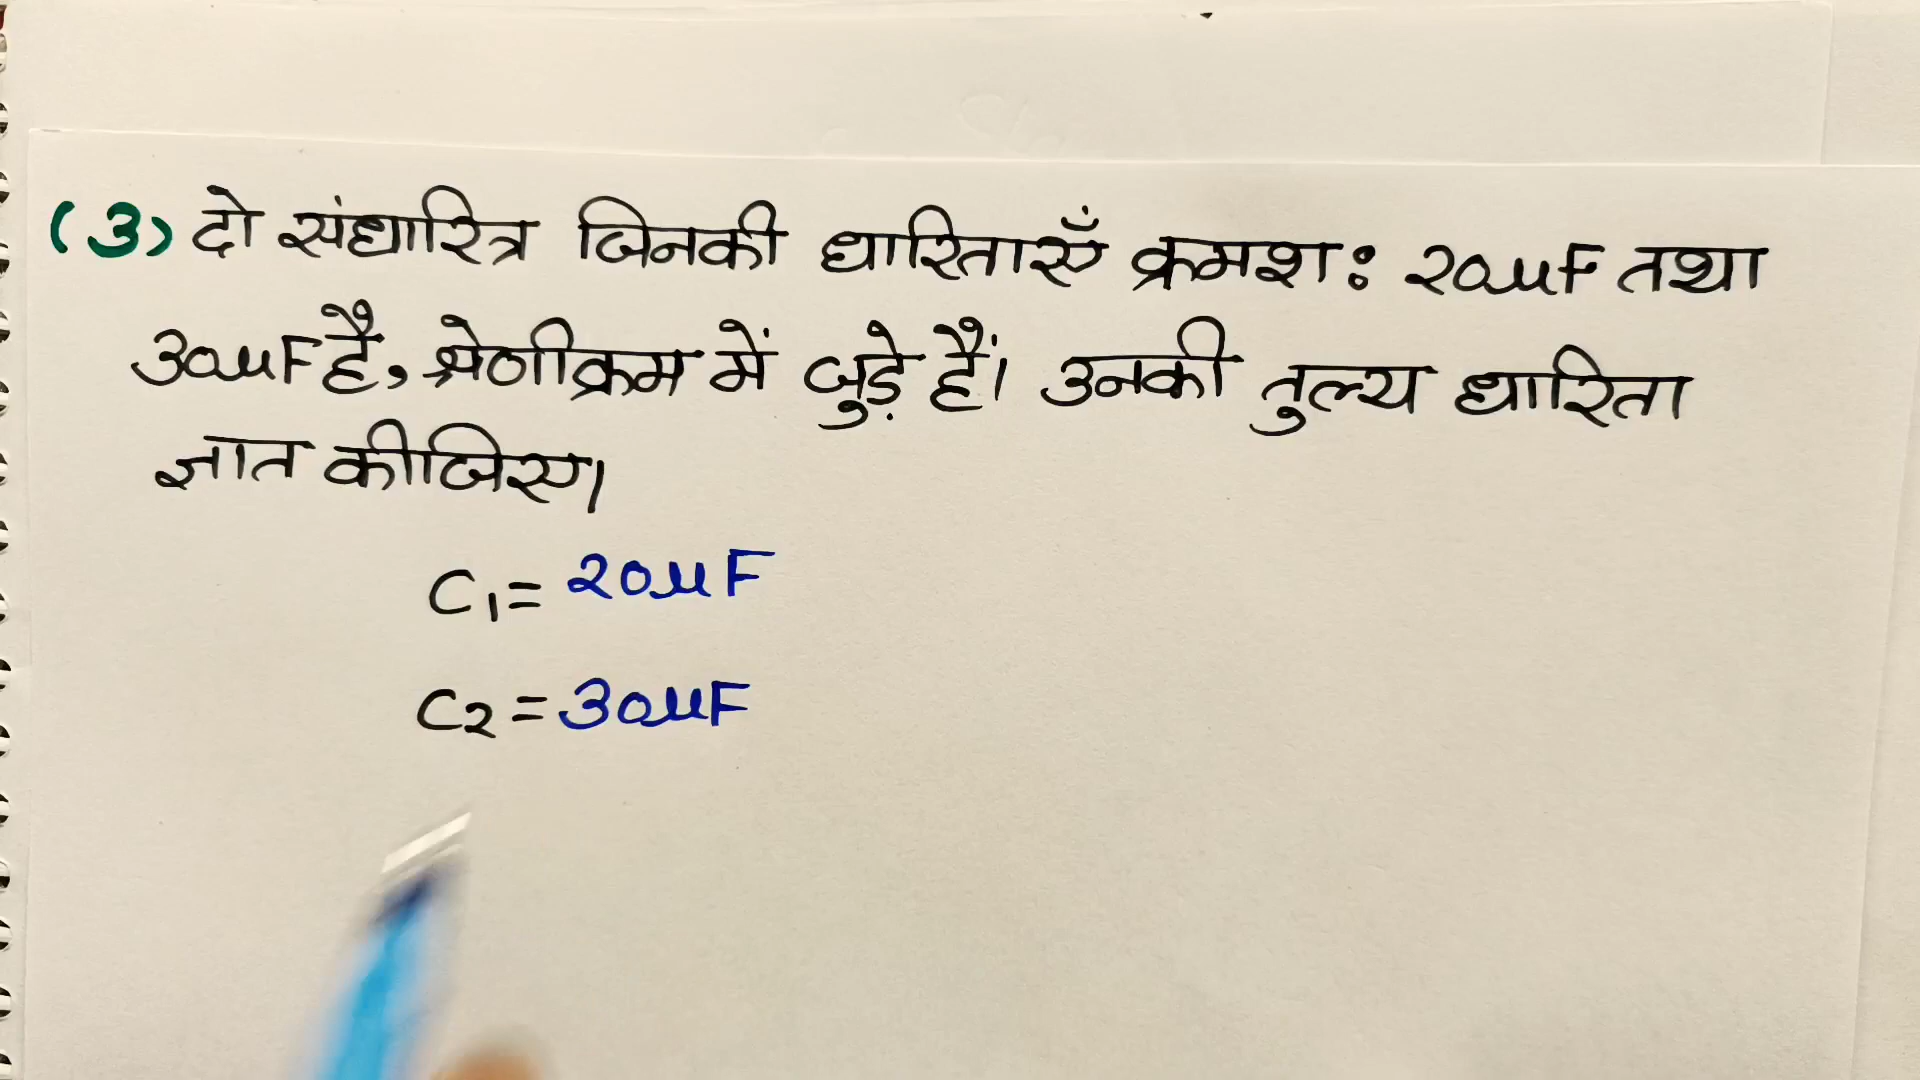 (3) दो संधारित्र जिनकी धारिताएँ क्रमश: 20μF तथा
30μF है, श्रेणीक्रम में जुड़े हैं। उनकी तुल्य धारिता
ज्ञात कीजिए।
C1 = 20μF
C2 = 30μF